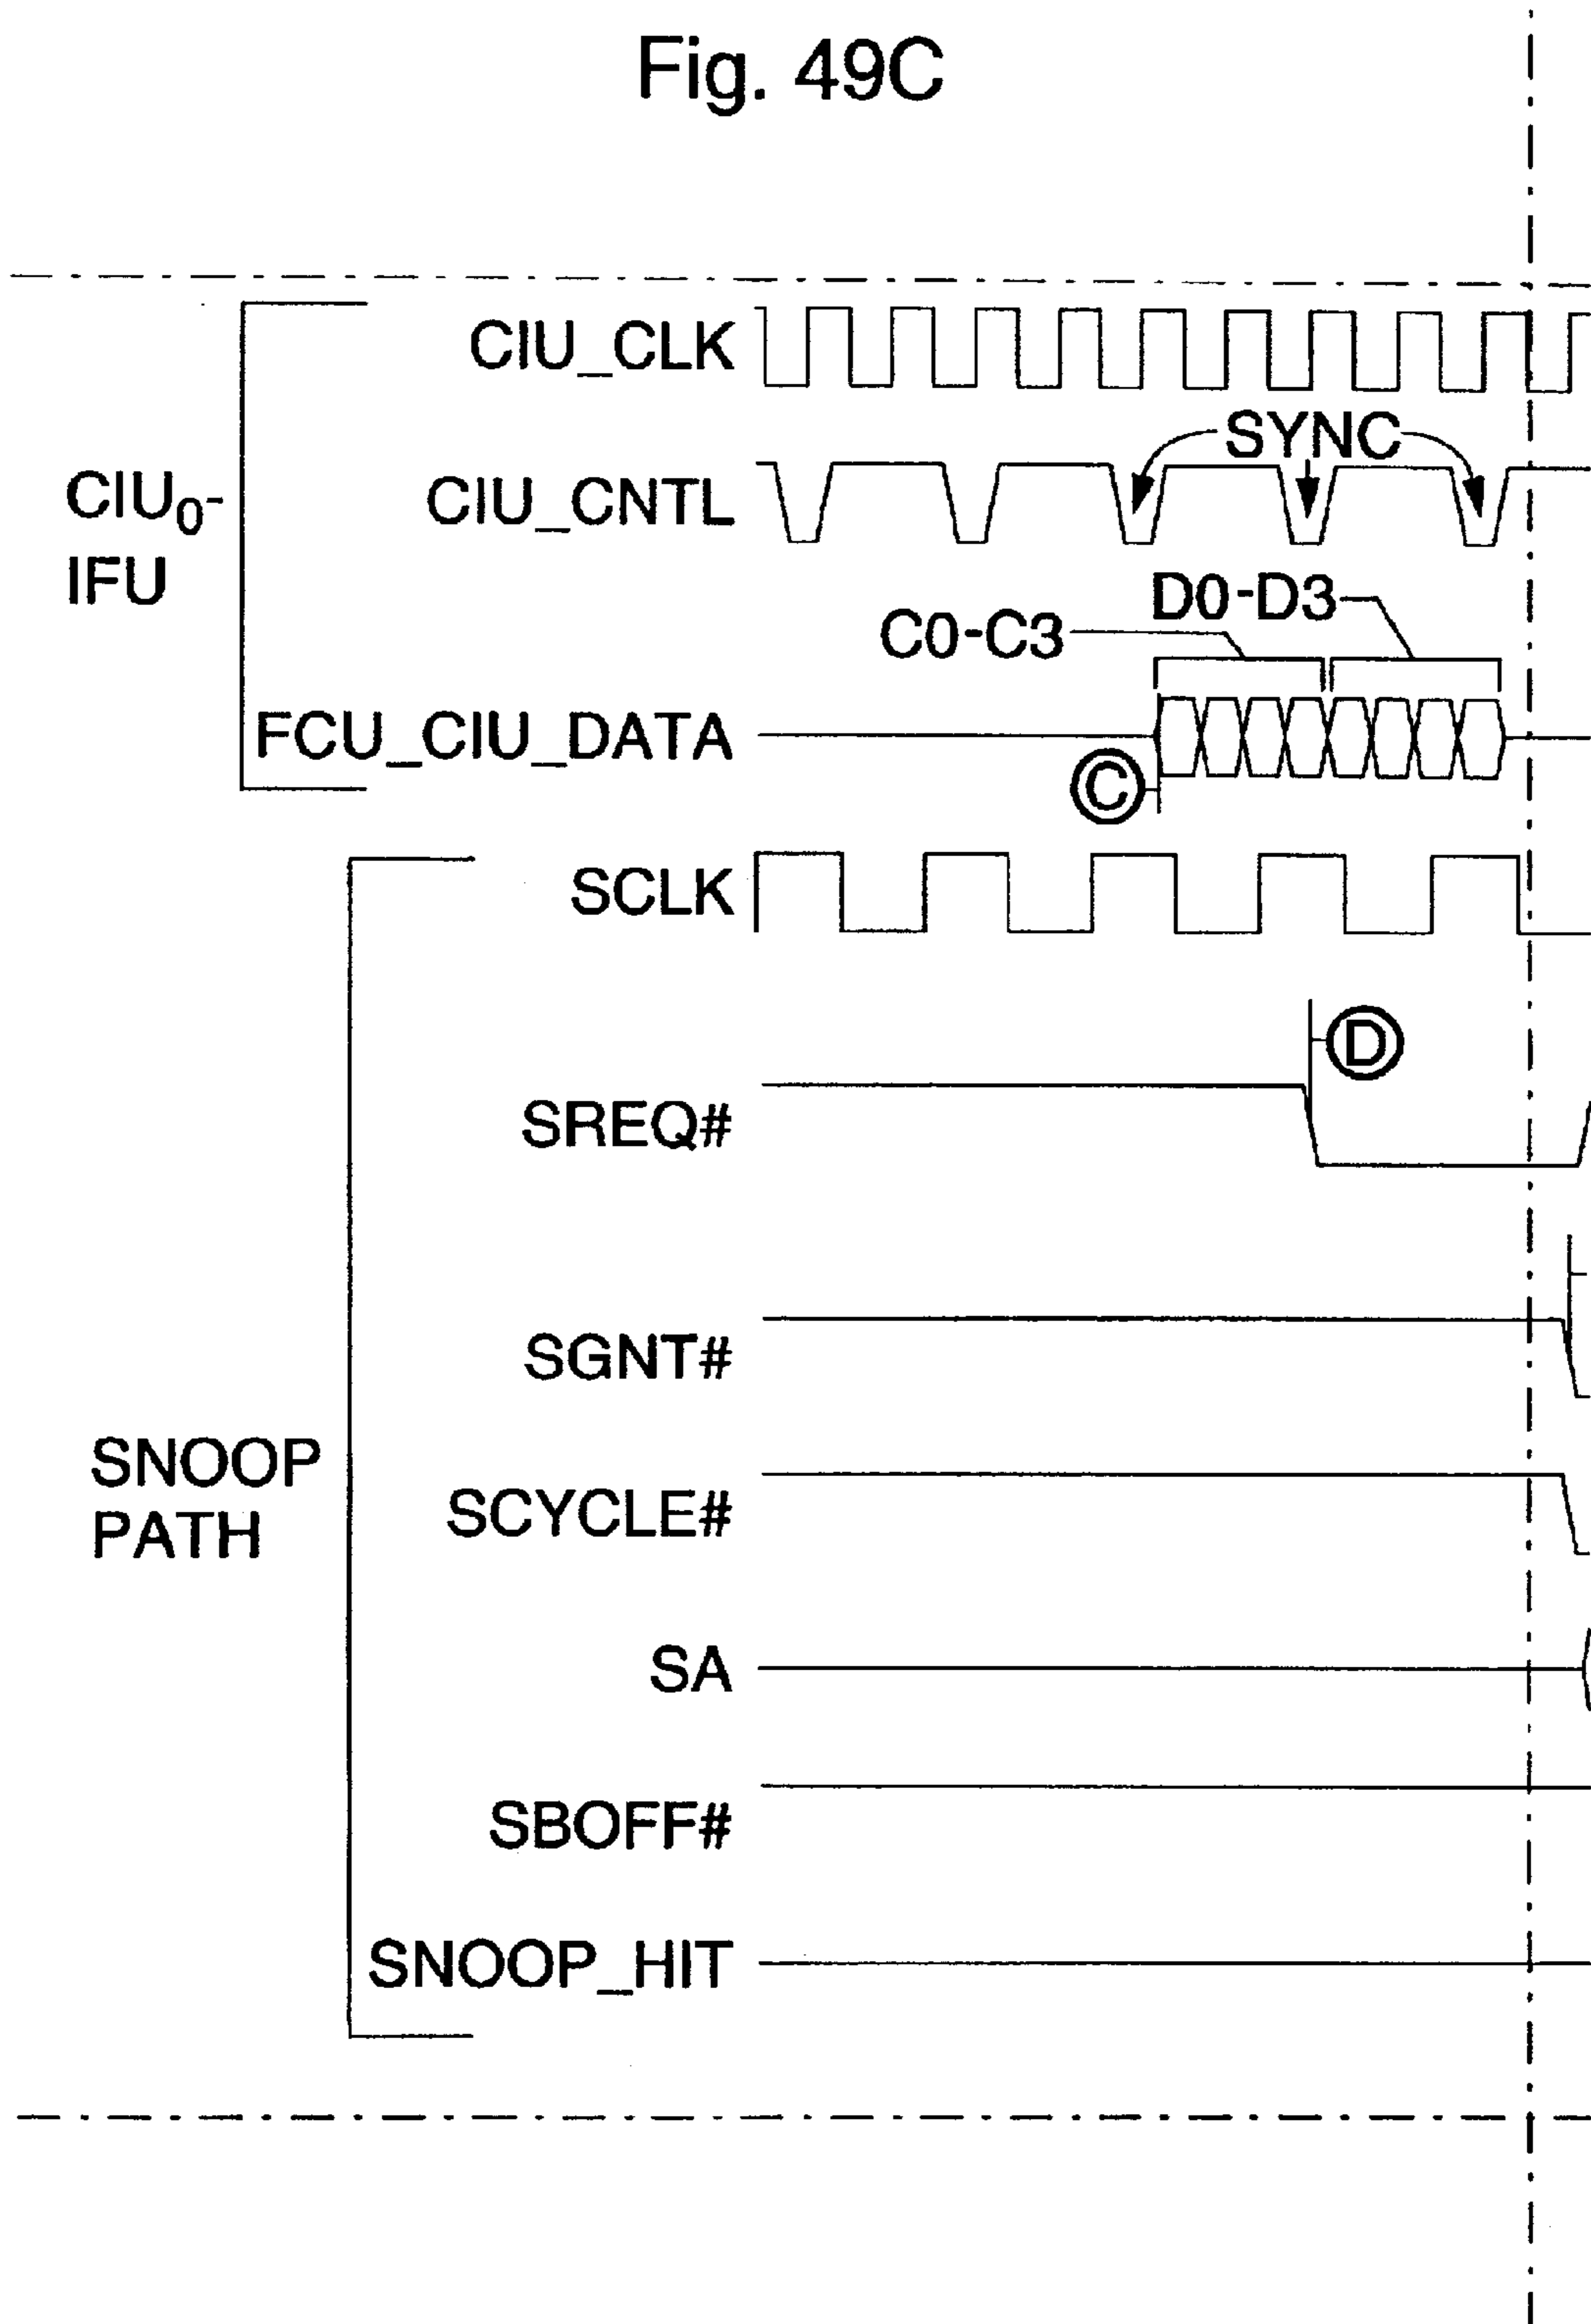 Fig. 49C
CIU0-
IFU
CIU_CLK
SYNC
CIU_CNTL
D0-D3
C0-C3
FCU_CIU_DATA
C
SCLK
D
SREQ#
SGNT#
SNOOP
PATH
SCYCLE#
SA
SBOFF#
SNOOP_HIT